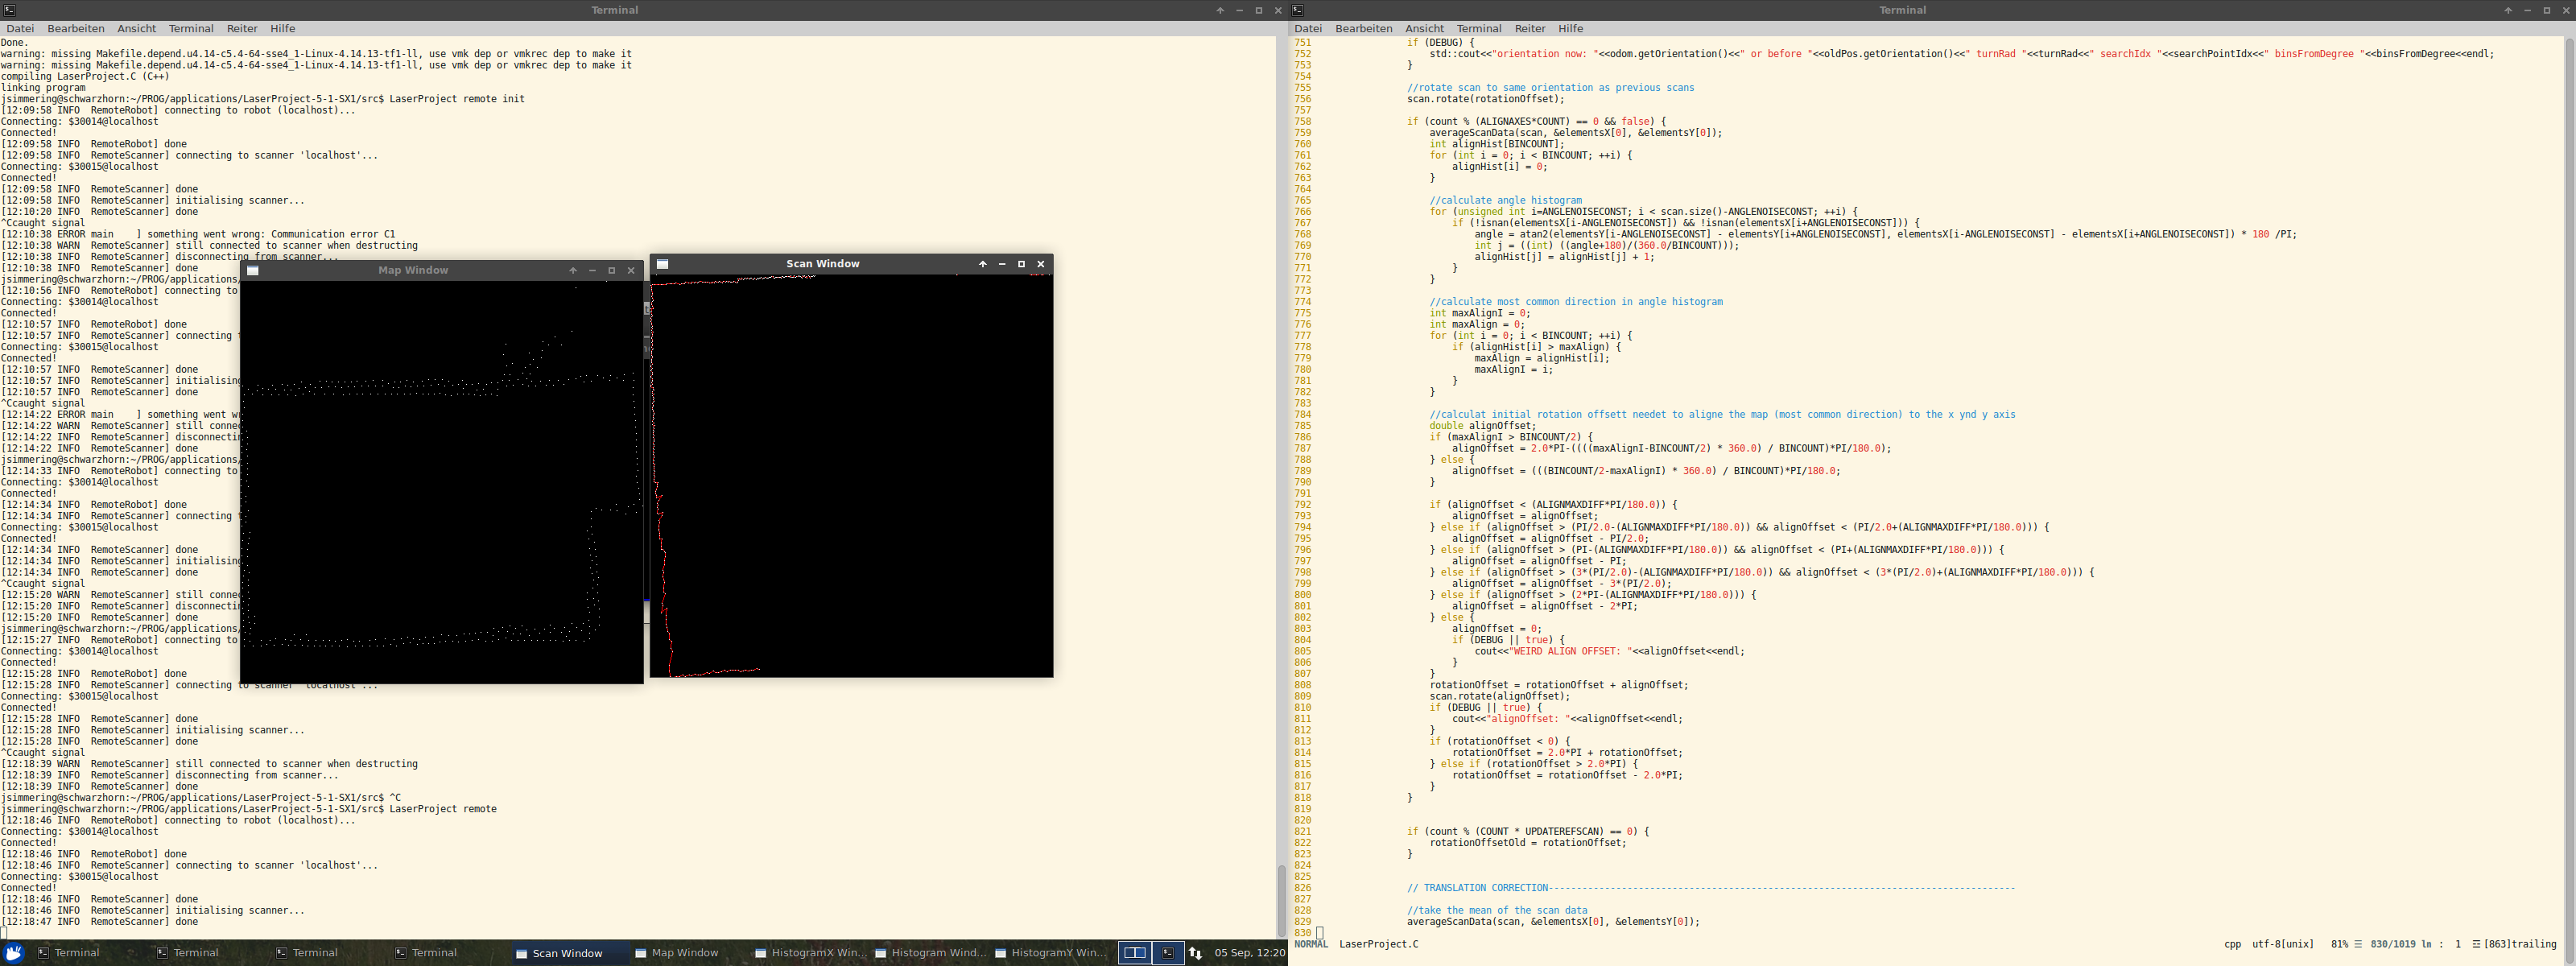 Terminal
Datei Bearbeiten Ansicht Terminal Reiter Hilfe
Done.
warning: missing Makefile.depend.u4.14-c5.4-64-sse4_1-Linux-4.14.13-tf1-ll, use vmk dep or vmkrec dep to make it
warning: missing Makefile.depend.u4.14-c5.4-64-sse4_1-Linux-4.14.13-tf1-ll, use vmk dep or vmkrec dep to make it
compiling LaserProject.C (C++)
linking program
jsimmering@schwarzhorn:~/PROG/applications/LaserProject-5-1-SX1/src$ LaserProject remote init
[12:09:58 INFO  RemoteRobot] connecting to robot (localhost)...
Connecting: $30014@localhost
Connected!
[12:09:58 INFO  RemoteRobot] done
[12:09:58 INFO  RemoteScanner] connecting to scanner 'localhost'...
Connecting: $30015@localhost
Connected!
[12:09:58 INFO  RemoteScanner] done
[12:09:58 INFO  RemoteScanner] initialising scanner...
[12:10:20 INFO  RemoteScanner] done
^Ccaught signal
[12:10:38 ERROR main    ] something went wrong: Communication error C1
[12:10:38 WARN  RemoteScanner] still connected to scanner when destructing
[12:10:38 INFO  RemoteScanner] disconnecting from scanner...
[12:10:38 INFO  RemoteScanner] done
jsimmering@schwarzhorn:~/PROG/applications/
[12:10:56 INFO  RemoteRobot] connecting to
Connecting: $30014@localhost
Connected!
[12:10:57 INFO  RemoteRobot] done
[12:10:57 INFO  RemoteScanner] connecting
Connecting: $30015@localhost
Connected!
[12:10:57 INFO  RemoteScanner] done
[12:10:57 INFO  RemoteScanner] initialising
[12:10:57 INFO  RemoteScanner] done
^Ccaught signal
[12:14:22 ERROR main    ] something went
[12:14:22 WARN  RemoteScanner] still
[12:14:22 INFO  RemoteScanner]
[12:14:22 INFO  RemoteScanner] done
jsimmering@schwarzhorn:~/PROG/applications/
[12:14:33 INFO  RemoteRobot] connecting to
Connecting: $30014@localhost
Connected!
[12:14:34 INFO  RemoteRobot] done
[12:14:34 INFO  RemoteScanner] connecting
Connecting: $30015@localhost
Connected!
[12:14:34 INFO  RemoteScanner] done
[12:14:34 INFO  RemoteScanner] initialising
[12:14:34 INFO  RemoteScanner] done
^Ccaught signal
[12:15:20 WARN  RemoteScanner] still
[12:15:20 INFO  RemoteScanner]
[12:15:20 INFO  RemoteScanner] done
jsimmering@schwarzhorn:~/PROG/applications/
[12:15:27 INFO  RemoteRobot] connecting to
Connecting: $30014@localhost
Connected!
[12:15:28 INFO  RemoteRobot] done
[12:15:28 INFO  RemoteScanner] connecting to scanner 'localhost'...
Connecting: $30015@localhost
Connected!
[12:15:28 INFO  RemoteScanner] done
[12:15:28 INFO  RemoteScanner] initialising scanner...
[12:15:28 INFO  RemoteScanner] done
^Ccaught signal
[12:18:39 WARN  RemoteScanner] still connected to scanner when destructing
[12:18:39 INFO  RemoteScanner] disconnecting from scanner...
[12:18:39 INFO  RemoteScanner] done
jsimmering@schwarzhorn:~/PROG/applications/LaserProject-5-1-SX1/src$ ^C
jsimmering@schwarzhorn:~/PROG/applications/LaserProject-5-1-SX1/src$ LaserProject remote
[12:18:46 INFO  RemoteRobot] connecting to robot (localhost)...
Connecting: $30014@localhost
Connected!
[12:18:46 INFO  RemoteRobot] done
[12:18:46 INFO  RemoteScanner] connecting to scanner 'localhost'...
Connecting: $30015@localhost
Connected!
[12:18:46 INFO  RemoteScanner] done
[12:18:46 INFO  RemoteScanner] initialising scanner...
[12:18:47 INFO  RemoteScanner] done
Map Window
Scan Window
Terminal
Datei Bearbeiten Ansicht Terminal Reiter Hilfe
751 if (DEBUG) {
752 std::cout<<"orientation now: "<<odom.getOrientation()<<" or before "<<oldPos.getOrientation()<<" turnRad "<<turnRad<<" searchIdx "<<searchPointIdx<<" binsFromDegree "<<binsFromDegree<<endl;
753 }
754
755 //rotate scan to same orientation as previous scans
756 scan.rotate(rotationOffset);
757
758 if (count % (ALIGNAXES*COUNT) == 0 && false) {
759 averageScanData(scan, &elementsX[0], &elementsY[0]);
760 int alignHist[BINCOUNT];
761 for (int i = 0; i < BINCOUNT; ++i) {
762 alignHist[i] = 0;
763 }
764
765 //calculate angle histogram
766 for (unsigned int i=ANGLENOISECONST; i < scan.size()-ANGLENOISECONST; ++i) {
767 if (!isnan(elementsX[i-ANGLENOISECONST]) && !isnan(elementsX[i+ANGLENOISECONST])) {
768 angle = atan2(elementsY[i-ANGLENOISECONST] - elementsY[i+ANGLENOISECONST], elementsX[i-ANGLENOISECONST] - elementsX[i+ANGLENOISECONST]) * 180 /PI;
769 int j = ((int) ((angle+180)/(360.0/BINCOUNT)));
770 alignHist[j] = alignHist[j] + 1;
771 }
772 }
773
774 //calculate most common direction in angle histogram
775 int maxAlignI = 0;
776 int maxAlign = 0;
777 for (int i = 0; i < BINCOUNT; ++i) {
778 if (alignHist[i] > maxAlign) {
779 maxAlign = alignHist[i];
780 maxAlignI = i;
781 }
782 }
783
784 //calculat initial rotation offsett needet to aligne the map (most common direction) to the x ynd y axis
785 double alignOffset;
786 if (maxAlignI > BINCOUNT/2) {
787 alignOffset = 2.0*PI-((((maxAlignI-BINCOUNT/2) * 360.0) / BINCOUNT)*PI/180.0);
788 } else {
789 alignOffset = (((BINCOUNT/2-maxAlignI) * 360.0) / BINCOUNT)*PI/180.0;
790 }
791
792 if (alignOffset < (ALIGNMAXDIFF*PI/180.0)) {
793 alignOffset = alignOffset;
794 } else if (alignOffset > (PI/2.0-(ALIGNMAXDIFF*PI/180.0)) && alignOffset < (PI/2.0+(ALIGNMAXDIFF*PI/180.0))) {
795 alignOffset = alignOffset - PI/2.0;
796 } else if (alignOffset > (PI-(ALIGNMAXDIFF*PI/180.0)) && alignOffset < (PI+(ALIGNMAXDIFF*PI/180.0))) {
797 alignOffset = alignOffset - PI;
798 } else if (alignOffset > (3*(PI/2.0)-(ALIGNMAXDIFF*PI/180.0)) && alignOffset < (3*(PI/2.0)+(ALIGNMAXDIFF*PI/180.0))) {
799 alignOffset = alignOffset - 3*(PI/2.0);
800 } else if (alignOffset > (2*PI-(ALIGNMAXDIFF*PI/180.0))) {
801 alignOffset = alignOffset - 2*PI;
802 } else {
803 alignOffset = 0;
804 if (DEBUG || true) {
805 cout<<"WEIRD ALIGN OFFSET: "<<alignOffset<<endl;
806 }
807 }
808 rotationOffset = rotationOffset + alignOffset;
809 scan.rotate(alignOffset);
810 if (DEBUG || true) {
811 cout<<"alignOffset: "<<alignOffset<<endl;
812 }
813 if (rotationOffset < 0) {
814 rotationOffset = 2.0*PI + rotationOffset;
815 } else if (rotationOffset > 2.0*PI) {
816 rotationOffset = rotationOffset - 2.0*PI;
817 }
818 }
819
820
821 if (count % (COUNT * UPDATEREFSCAN) == 0) {
822 rotationOffsetOld = rotationOffset;
823 }
824
825
826 // TRANSLATION CORRECTION-----------------------------------------------------------------------------------
827
828 //take the mean of the scan data
829 averageScanData(scan, &elementsX[0], &elementsY[0]);
830
NORMAL LaserProject.C cpp utf-8[unix] 81% ☰ 830/1019 ln : 1 ☲ [863]trailing
Terminal Terminal Terminal Terminal Scan Window Map Window HistogramX Win... Histogram Wind... HistogramY Win... 05 Sep, 12:20